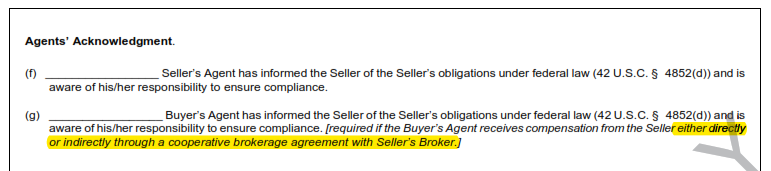 Agents' Acknowledgment.
(f) _________________ Seller's Agent has informed the Seller of the Seller's obligations under federal law (42 U.S.C. § 4852(d)) and is
aware of his/her responsibility to ensure compliance.
(g) _________________ Buyer's Agent has informed the Seller of the Seller's obligations under federal law (42 U.S.C. § 4852(d)) and is
aware of his/her responsibility to ensure compliance. [required if the Buyer's Agent receives compensation from the Seller either directly
or indirectly through a cooperative brokerage agreement with Seller's Broker.]
Y